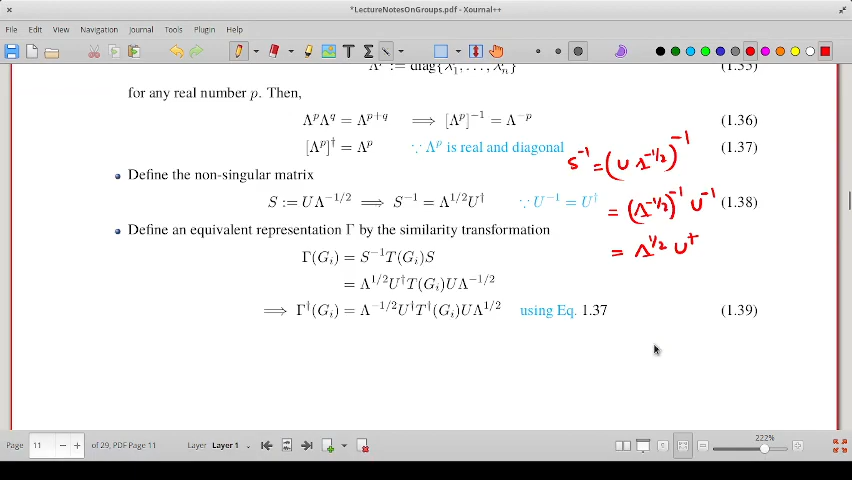 *LectureNotesOnGroups.pdf - Xournal++
File Edit View Navigation Journal Tools Plugin Help
for any real number p. Then,
Λ^p Λ^q = Λ^{p+q} ⟹ [Λ^p]^{-1} = Λ^{-p} (1.36)
[Λ^p]^† = Λ^p ∵ Λ^p is real and diagonal (1.37)
S^{-1} = (U Λ^{-1/2})^{-1}
• Define the non-singular matrix
S := UΛ^{-1/2} ⟹ S^{-1} = Λ^{1/2}U^† ∵ U^{-1} = U^† (1.38)
= (Λ^{-1/2})^{-1} U^{-1}
• Define an equivalent representation Γ by the similarity transformation
= Λ^{1/2} U^†
Γ(G_i) = S^{-1}T(G_i)S
= Λ^{1/2}U^†T(G_i)UΛ^{-1/2}
⟹ Γ^†(G_i) = Λ^{-1/2}U^†T^†(G_i)UΛ^{1/2} using Eq. 1.37 (1.39)
Page 11 of 29, PDF Page 11 Layer Layer 1 222%